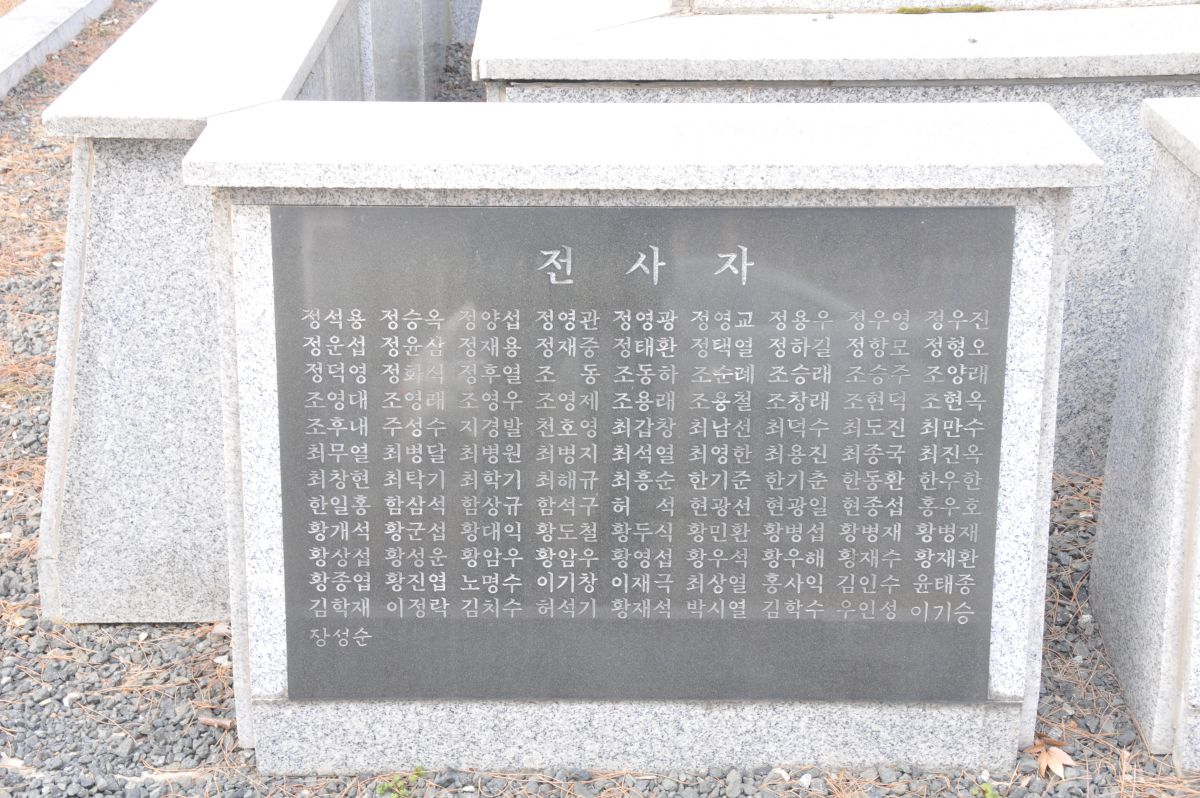 전 사 자
정석용 정승옥 정양섭 정영관 정영광 정영교 정용우 정우영 정우진
정운섭 정윤삼 정재용 정재중 정태환 정택열 정하길 정항모 정형오
정덕영 정화식 정후열 조 동 조동하 조순례 조승래 조승주 조양래
조영대 조영래 조영우 조영제 조용래 조웅철 조창래 조현덕 조현옥
조후내 주성수 지경발 천호영 최갑창 최남선 최덕수 최도진 최만수
최무열 최병달 최병원 최병지 최석열 최영한 최용진 최종국 최진옥
최창현 최탁기 최학기 최해규 최흥순 한기준 한기춘 한동환 한우한
한일홍 함삼석 함상규 함석구 허 석 현광선 현광일 현종섭 홍우호
황개석 황군섭 황대익 황도철 황두식 황민환 황병섭 황병재 황병재
황상섭 황성운 황암우 황암우 황영섭 황우석 황우해 황재수 황재환
황종엽 황진엽 노명수 이기창 이재극 최상열 홍사익 김인수 윤태종
김학재 이정락 김치수 허석기 황재석 박시열 김학수 우인성 이기승
장성순